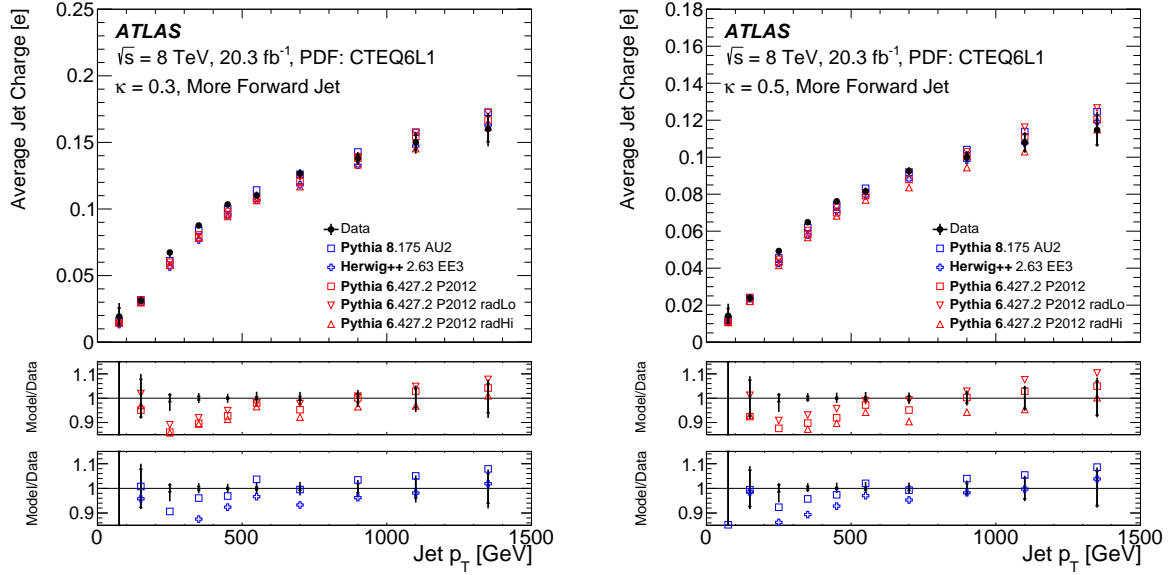 Average Jet Charge [e]
0.25
0.2
0.15
0.1
0.05
0
ATLAS
√s = 8 TeV, 20.3 fb⁻¹, PDF: CTEQ6L1
κ = 0.3, More Forward Jet
Data
Pythia 8.175 AU2
Herwig++ 2.63 EE3
Pythia 6.427.2 P2012
Pythia 6.427.2 P2012 radLo
Pythia 6.427.2 P2012 radHi
Model/Data
1.1
1
0.9
Model/Data
1.1
1
0.9
0 500 1000 1500
Jet p_T [GeV]
Average Jet Charge [e]
0.18
0.16
0.14
0.12
0.1
0.08
0.06
0.04
0.02
0
ATLAS
√s = 8 TeV, 20.3 fb⁻¹, PDF: CTEQ6L1
κ = 0.5, More Forward Jet
Data
Pythia 8.175 AU2
Herwig++ 2.63 EE3
Pythia 6.427.2 P2012
Pythia 6.427.2 P2012 radLo
Pythia 6.427.2 P2012 radHi
Model/Data
1.1
1
0.9
Model/Data
1.1
1
0.9
0 500 1000 1500
Jet p_T [GeV]